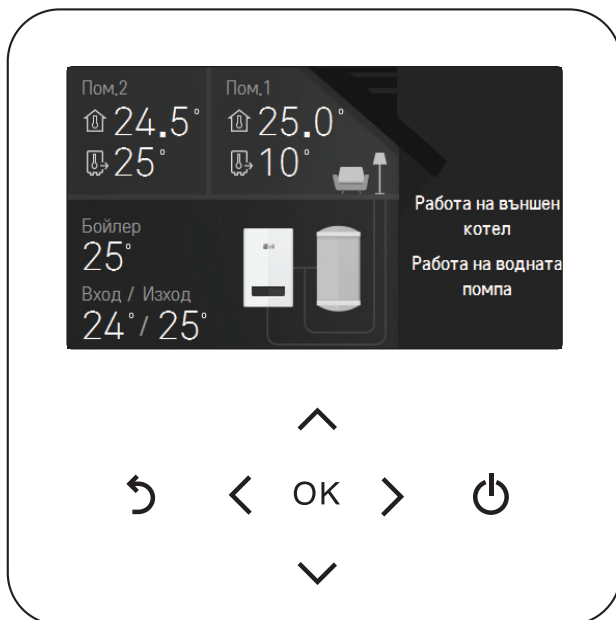 Пом.2
24.5°
25°
Пом.1
25.0°
10°
Бойлер
25°
Вход / Изход
24°/ 25°
LG
Работа на външен
котел
Работа на водната
помпа
OK